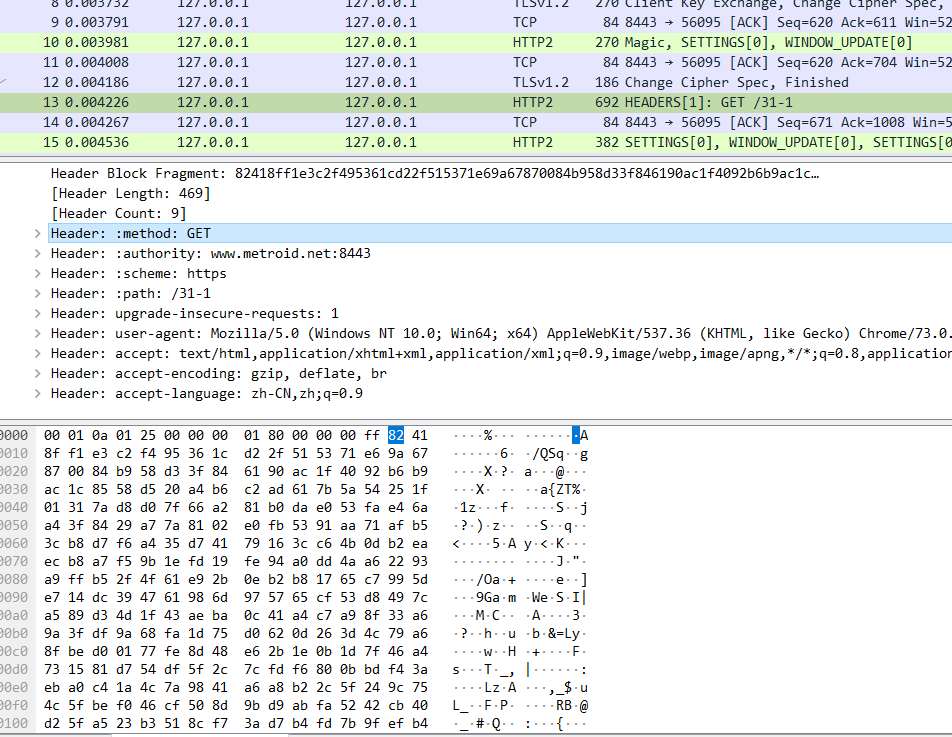 8 0.003732 127.0.0.1 127.0.0.1 TLSv1.2 270 Client Key Exchange, Change Cipher Spec,
9 0.003791 127.0.0.1 127.0.0.1 TCP 84 8443 → 56095 [ACK] Seq=620 Ack=611 Win=52
10 0.003981 127.0.0.1 127.0.0.1 HTTP2 270 Magic, SETTINGS[0], WINDOW_UPDATE[0]
11 0.004008 127.0.0.1 127.0.0.1 TCP 84 8443 → 56095 [ACK] Seq=620 Ack=704 Win=52
12 0.004186 127.0.0.1 127.0.0.1 TLSv1.2 186 Change Cipher Spec, Finished
13 0.004226 127.0.0.1 127.0.0.1 HTTP2 692 HEADERS[1]: GET /31-1
14 0.004267 127.0.0.1 127.0.0.1 TCP 84 8443 → 56095 [ACK] Seq=671 Ack=1008 Win=5
15 0.004536 127.0.0.1 127.0.0.1 HTTP2 382 SETTINGS[0], WINDOW_UPDATE[0], SETTINGS[0
Header Block Fragment: 82418ff1e3c2f495361cd22f515371e69a67870084b958d33f846190ac1f4092b6b9ac1c…
[Header Length: 469]
[Header Count: 9]
Header: :method: GET
Header: :authority: www.metroid.net:8443
Header: :scheme: https
Header: :path: /31-1
Header: upgrade-insecure-requests: 1
Header: user-agent: Mozilla/5.0 (Windows NT 10.0; Win64; x64) AppleWebKit/537.36 (KHTML, like Gecko) Chrome/73.0.
Header: accept: text/html,application/xhtml+xml,application/xml;q=0.9,image/webp,image/apng,*/*;q=0.8,application
Header: accept-encoding: gzip, deflate, br
Header: accept-language: zh-CN,zh;q=0.9
0000 00 01 0a 01 25 00 00 00 01 80 00 00 00 ff 82 41 ····%··· ·······A
0010 8f f1 e3 c2 f4 95 36 1c d2 2f 51 53 71 e6 9a 67 ······6· ·/QSq··g
0020 87 00 84 b9 58 d3 3f 84 61 90 ac 1f 40 92 b6 b9 ····X·?· a···@···
0030 ac 1c 85 58 d5 20 a4 b6 c2 ad 61 7b 5a 54 25 1f ···X· ·· ··a{ZT%·
0040 01 31 7a d8 d0 7f 66 a2 81 b0 da e0 53 fa e4 6a ·1z···f· ····S··j
0050 a4 3f 84 29 a7 7a 81 02 e0 fb 53 91 aa 71 af b5 ·?·)·z·· ··S··q··
0060 3c b8 d7 f6 a4 35 d7 41 79 16 3c c6 4b 0d b2 ea <····5·A y·<·K···
0070 ec b8 a7 f5 9b 1e fd 19 fe 94 a0 dd 4a a6 22 93 ········ ····J·"·
0080 a9 ff b5 2f 4f 61 e9 2b 0e b2 b8 17 65 c7 99 5d ···/Oa·+ ····e··]
0090 e7 14 dc 39 47 61 98 6d 97 57 65 cf 53 d8 49 7c ···9Ga·m ·We·S·I|
00a0 a5 89 d3 4d 1f 43 ae ba 0c 41 a4 c7 a9 8f 33 a6 ···M·C·· ·A····3·
00b0 9a 3f df 9a 68 fa 1d 75 d0 62 0d 26 3d 4c 79 a6 ·?··h··u ·b·&=Ly·
00c0 8f be d0 01 77 fe 8d 48 e6 2b 1e 0b 1d 7f 46 a4 ····w··H ·+····F·
00d0 73 15 81 d7 54 df 5f 2c 7c fd f6 80 0b bd f4 3a s···T·_, |······:
00e0 eb a0 c4 1a 4c 7a 98 41 a6 a8 b2 2c 5f 24 9c 75 ····Lz·A ···,_$·u
00f0 4c 5f be f0 46 cf 50 8d 9b d9 ab fa 52 42 cb 40 L_··F·P· ····RB·@
0100 d2 5f a5 23 b3 51 8c f7 3a d7 b4 fd 7b 9f ef b4 ·_·#·Q·· :···{···